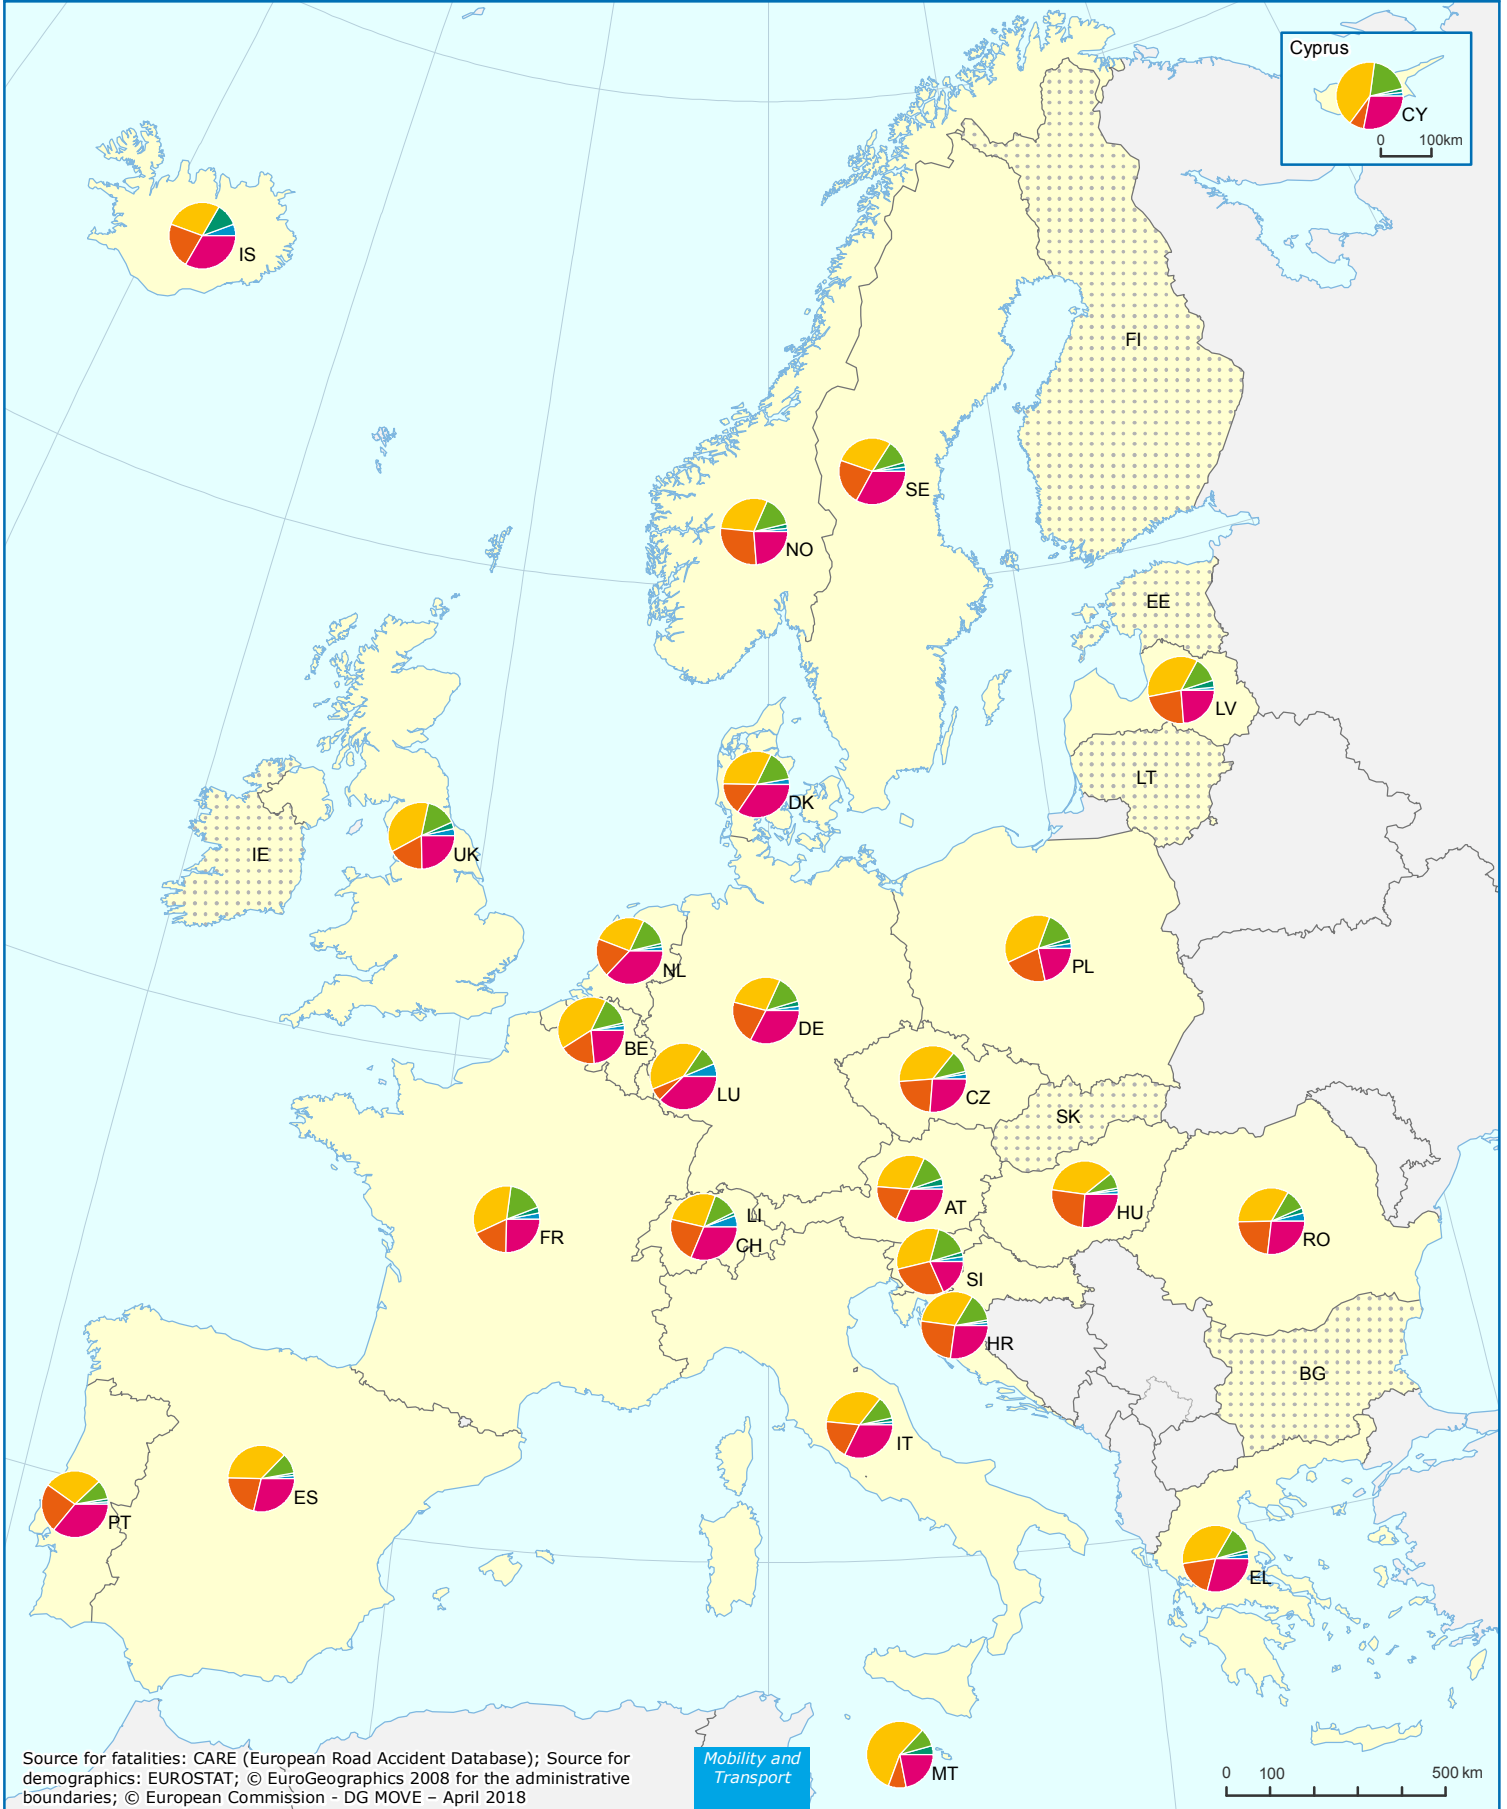 Cyprus
CY
0 100km
IS
FI
SE
NO
EE
LV
LT
DK
IE
UK
NL
PL
DE
BE
LU
CZ
SK
AT
HU
LI
CH
FR
RO
SI
HR
BG
IT
ES
PT
EL
MT
Source for fatalities: CARE (European Road Accident Database); Source for
demographics: EUROSTAT; © EuroGeographics 2008 for the administrative
boundaries; © European Commission - DG MOVE – April 2018
Mobility and
Transport
0 100 500 km